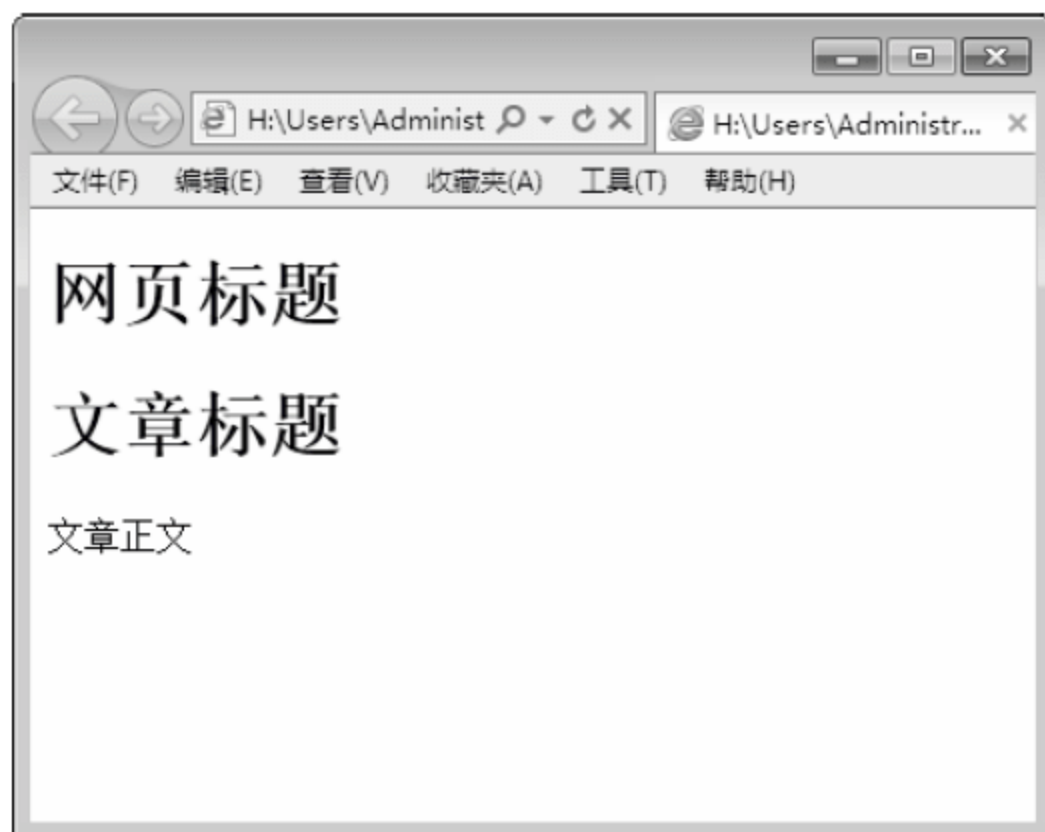 H:\Users\Administ
H:\Users\Administr...
文件(F) 编辑(E) 查看(V) 收藏夹(A) 工具(T) 帮助(H)
网页标题
文章标题
文章正文